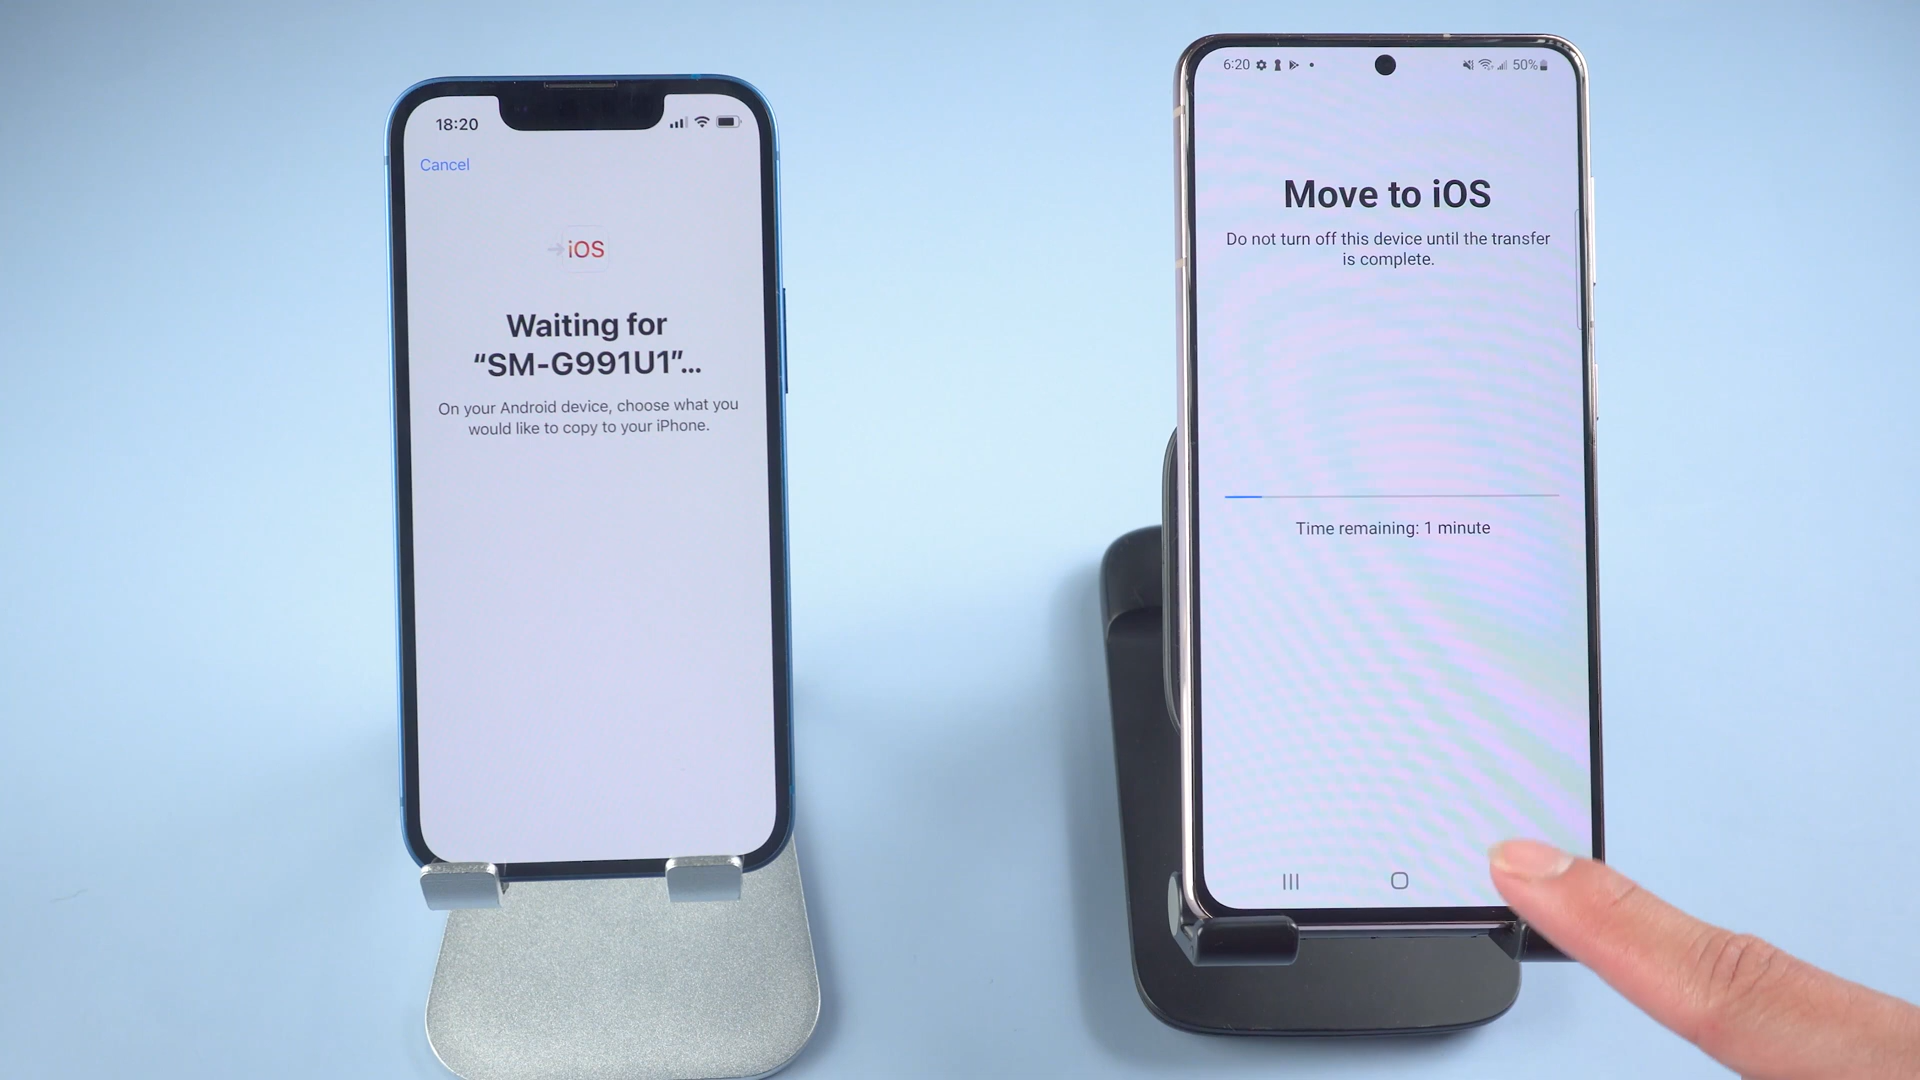 18:20
Cancel
iOS
Waiting for
“SM-G991U1”...
On your Android device, choose what you
would like to copy to your iPhone.
6:20
50%
Move to iOS
Do not turn off this device until the transfer
is complete.
Time remaining: 1 minute